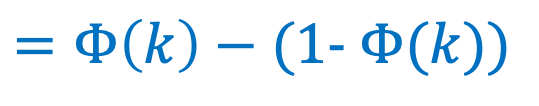 = Φ(k) − (1- Φ(k))